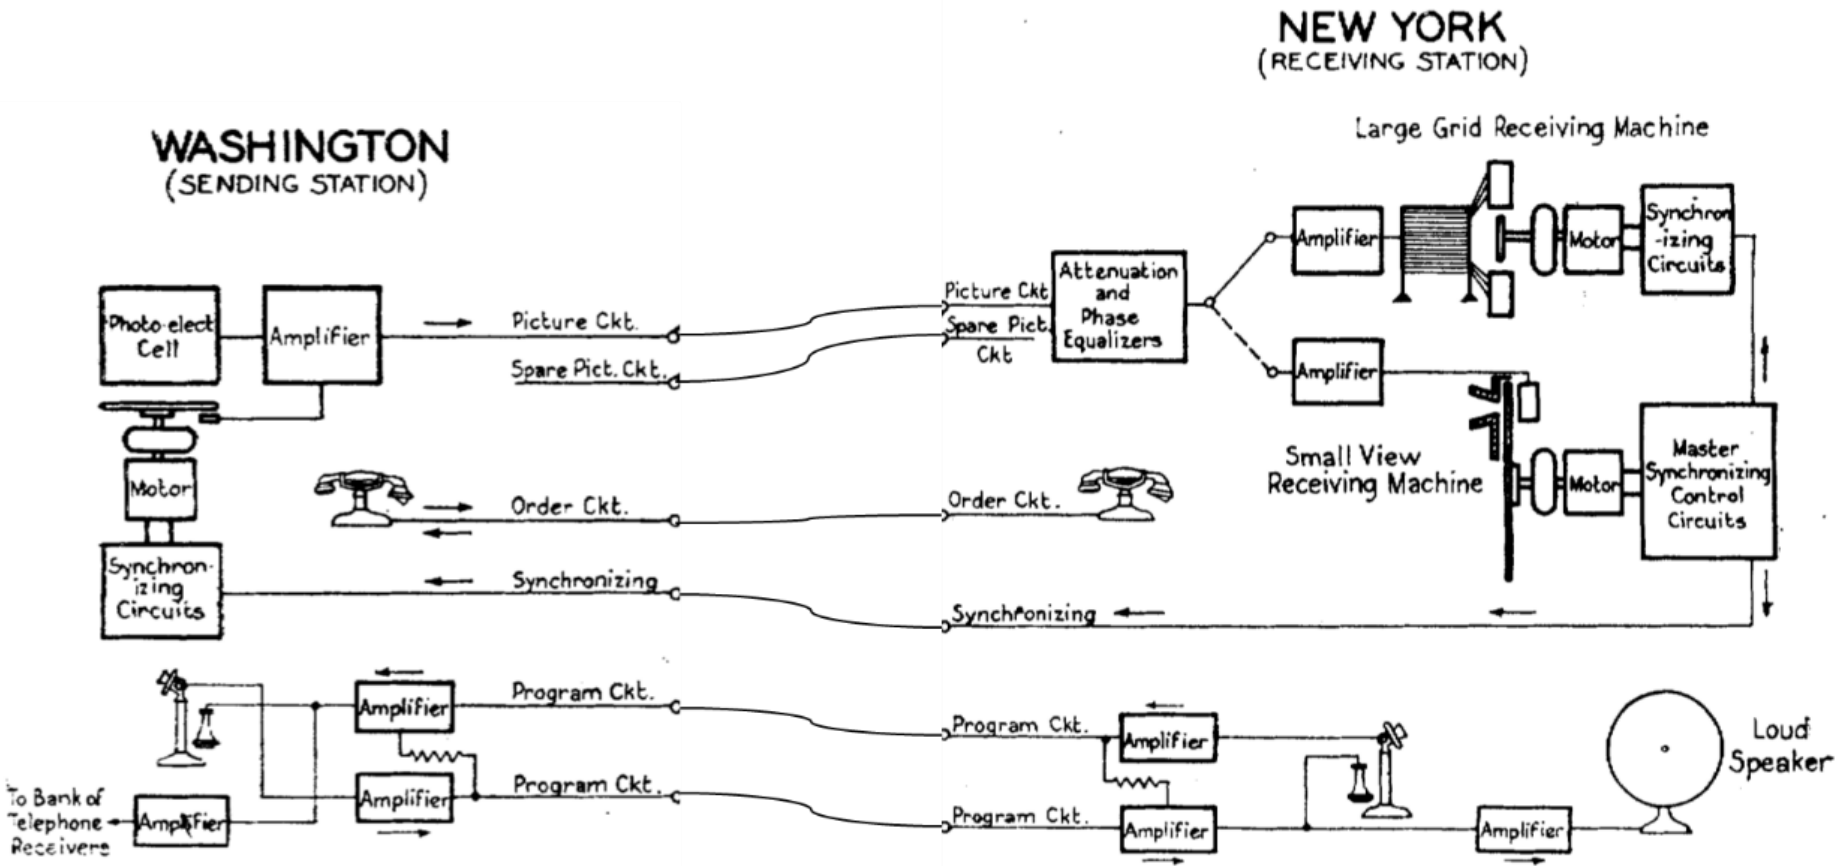 NEW YORK
(RECEIVING STATION)
WASHINGTON
(SENDING STATION)
Large Grid Receiving Machine
Photo-elect
Cell
Amplifier
Picture Ckt.
Spare Pict. Ckt.
Motor
Order Ckt.
Synchron-
izing
Circuits
Synchronizing
Program Ckt.
Amplifier
Program Ckt.
Amplifier
To Bank of
Telephone
Receivers
Amplifier
Picture Ckt
Spare Pict.
Ckt
Attenuation
and
Phase
Equalizers
Amplifier
Motor
Synchron
-izing
Circuits
Amplifier
Small View
Receiving Machine
Motor
Master
Synchronizing
Control
Circuits
Order Ckt.
Synchronizing
Program Ckt.
Amplifier
Program Ckt.
Amplifier
Amplifier
Loud
Speaker